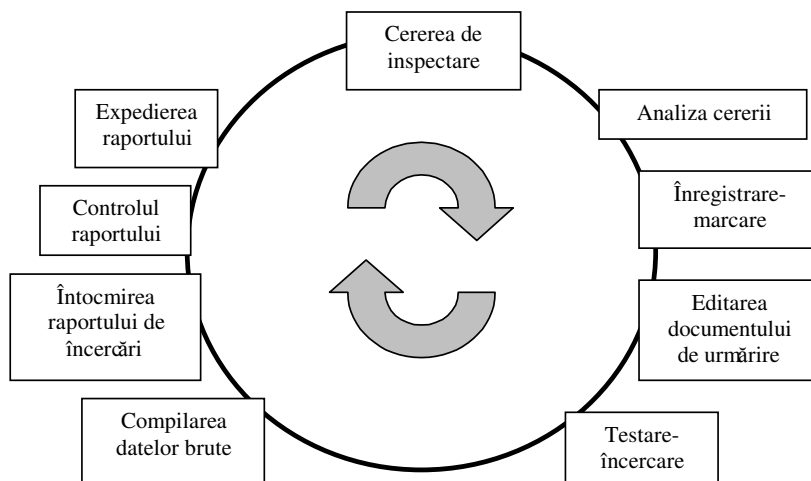 Cererea de
inspectare
Analiza cererii
Înregistrare-
marcare
Editarea
documentului
de urmărire
Testare-
încercare
Compilarea
datelor brute
Întocmirea
raportului de
încercări
Controlul
raportului
Expedierea
raportului